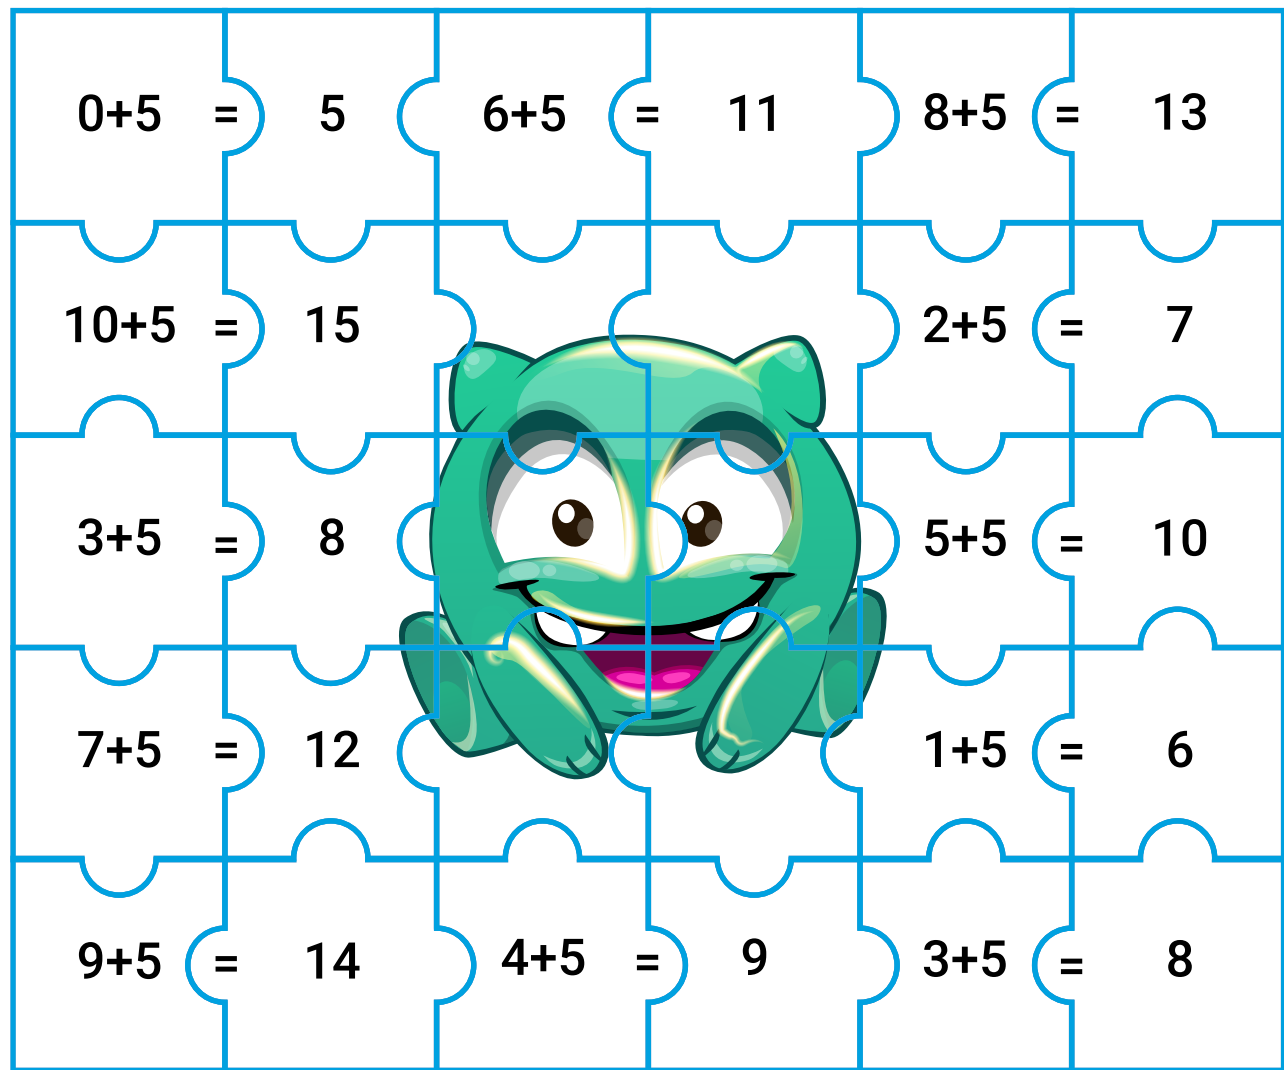 0+5 = 5 6+5 = 11 8+5 = 13
10+5 = 15 2+5 = 7
3+5 = 8 5+5 = 10
7+5 = 12 1+5 = 6
9+5 = 14 4+5 = 9 3+5 = 8